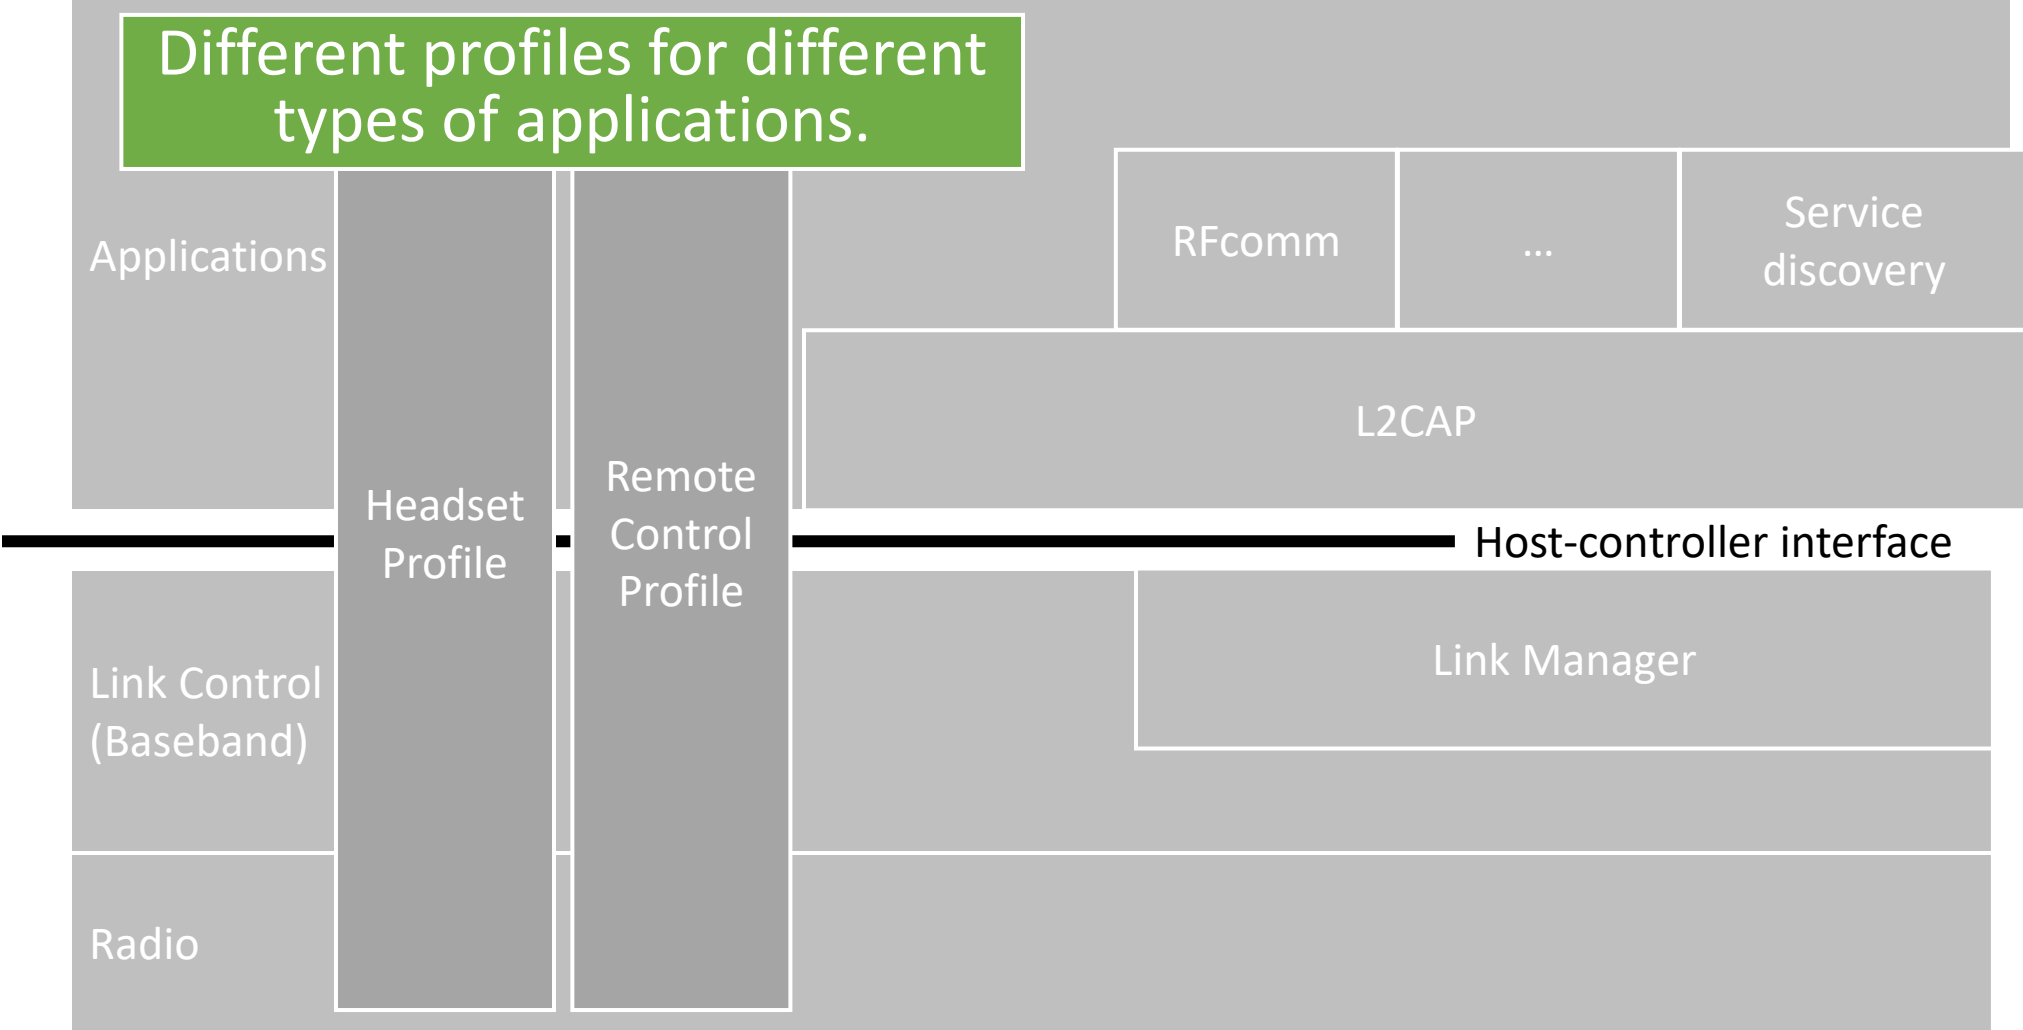 Different profiles for different
types of applications.
Applications
RFcomm
...
Service
discovery
L2CAP
Headset
Profile
Remote
Control
Profile
Host-controller interface
Link Control
(Baseband)
Link Manager
Radio